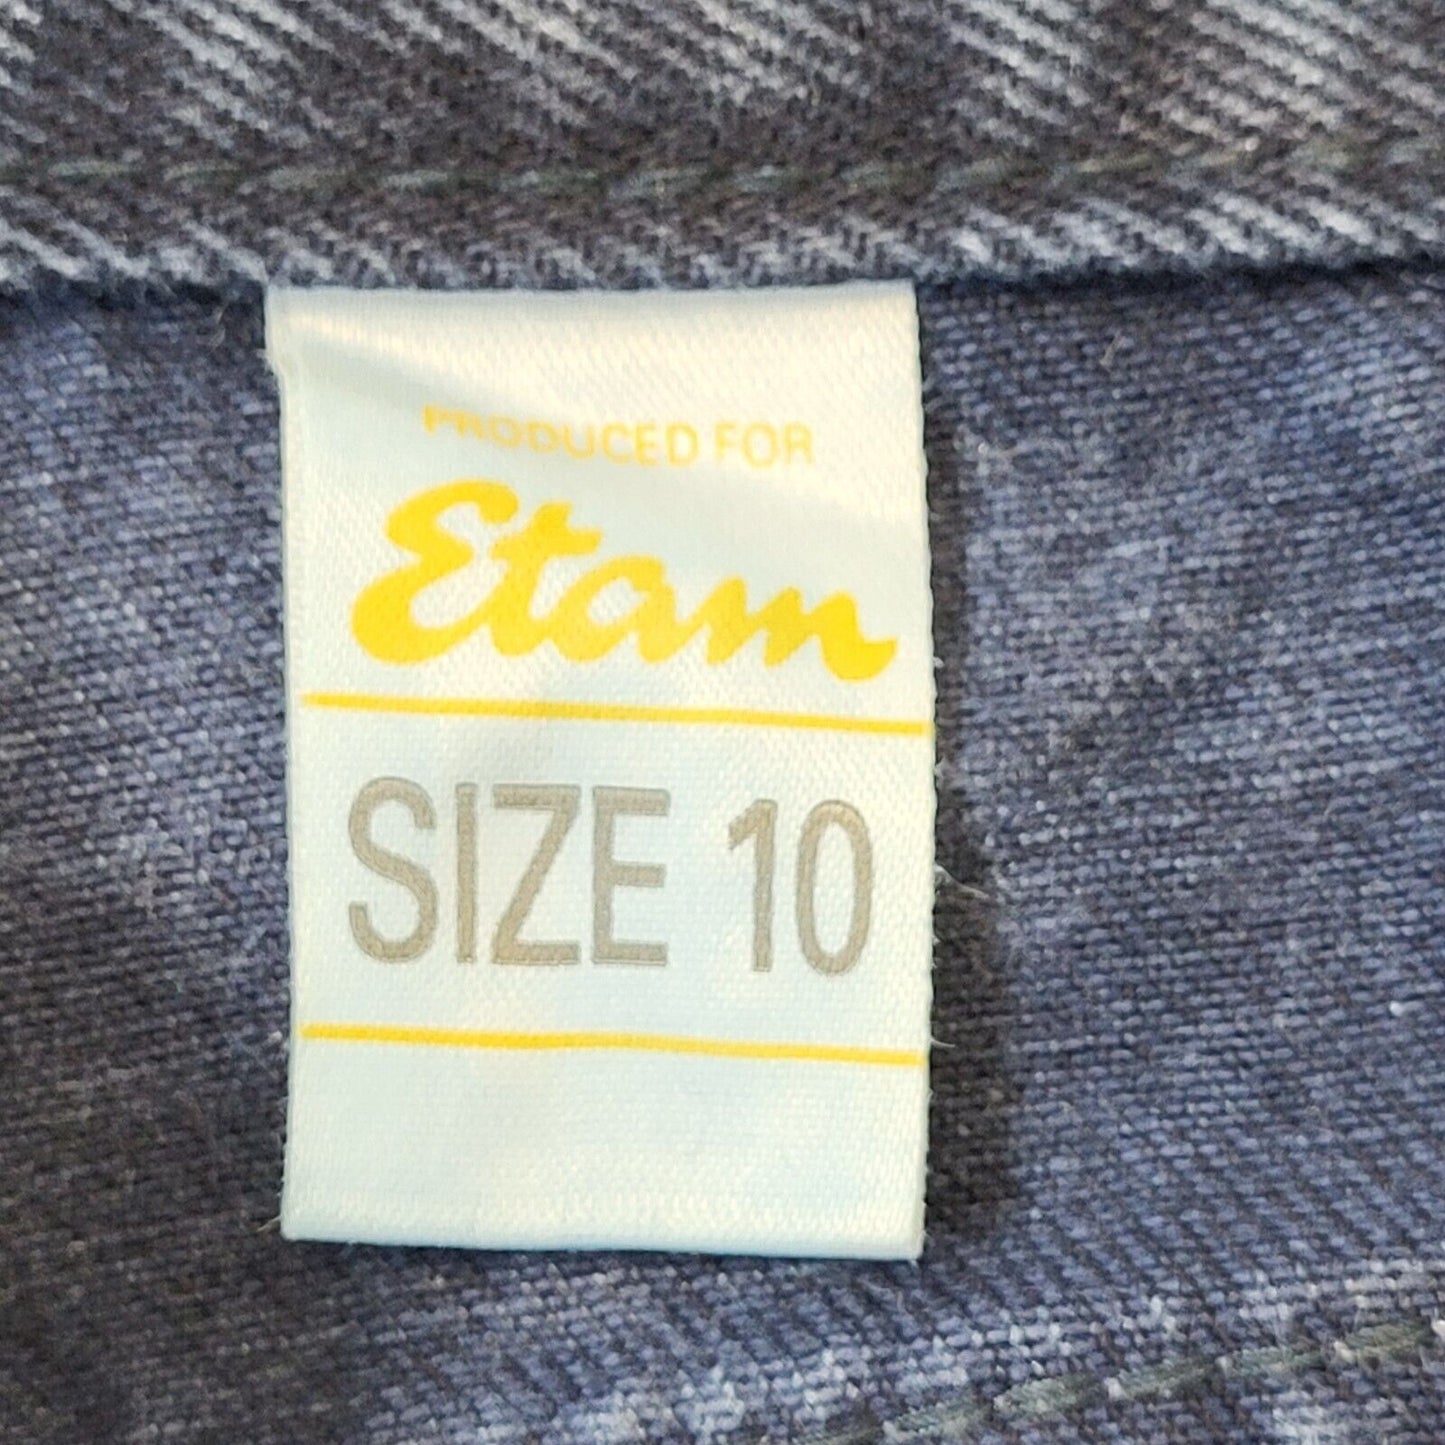 PRODUCED FOR
Etam
SIZE 10